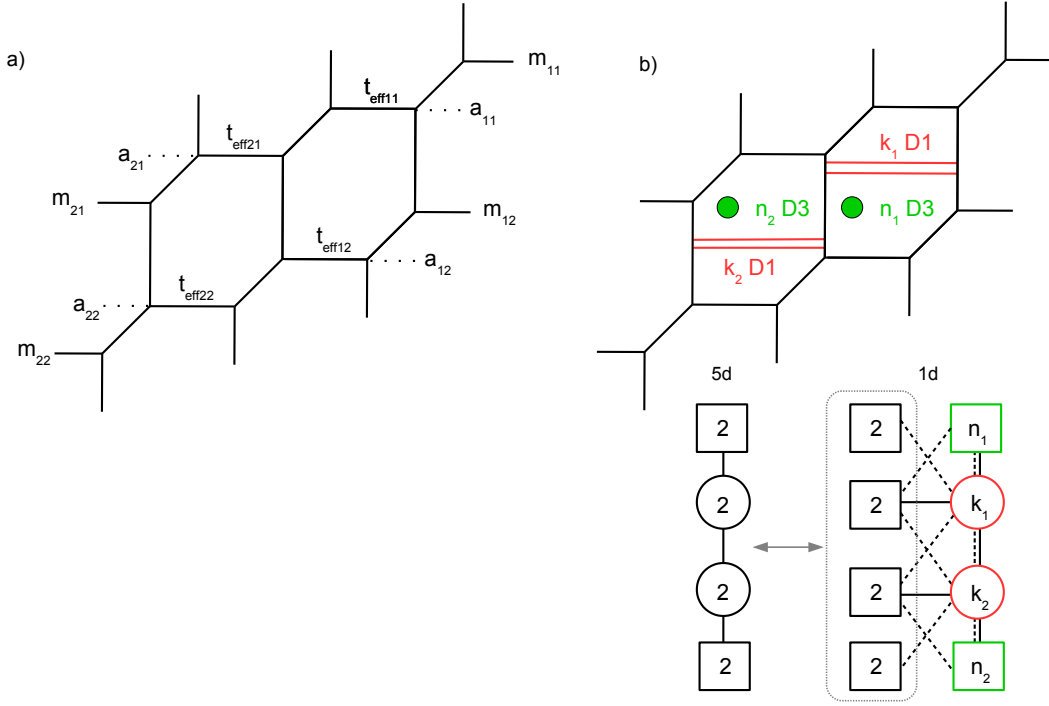 a)
m11
teff11
a11
teff21
a21
m21
m12
teff12
a12
teff22
a22
m22
b)
k1 D1
n2 D3
n1 D3
k2 D1
5d
1d
2
2
n1
2
2
k1
2
2
k2
2
2
n2